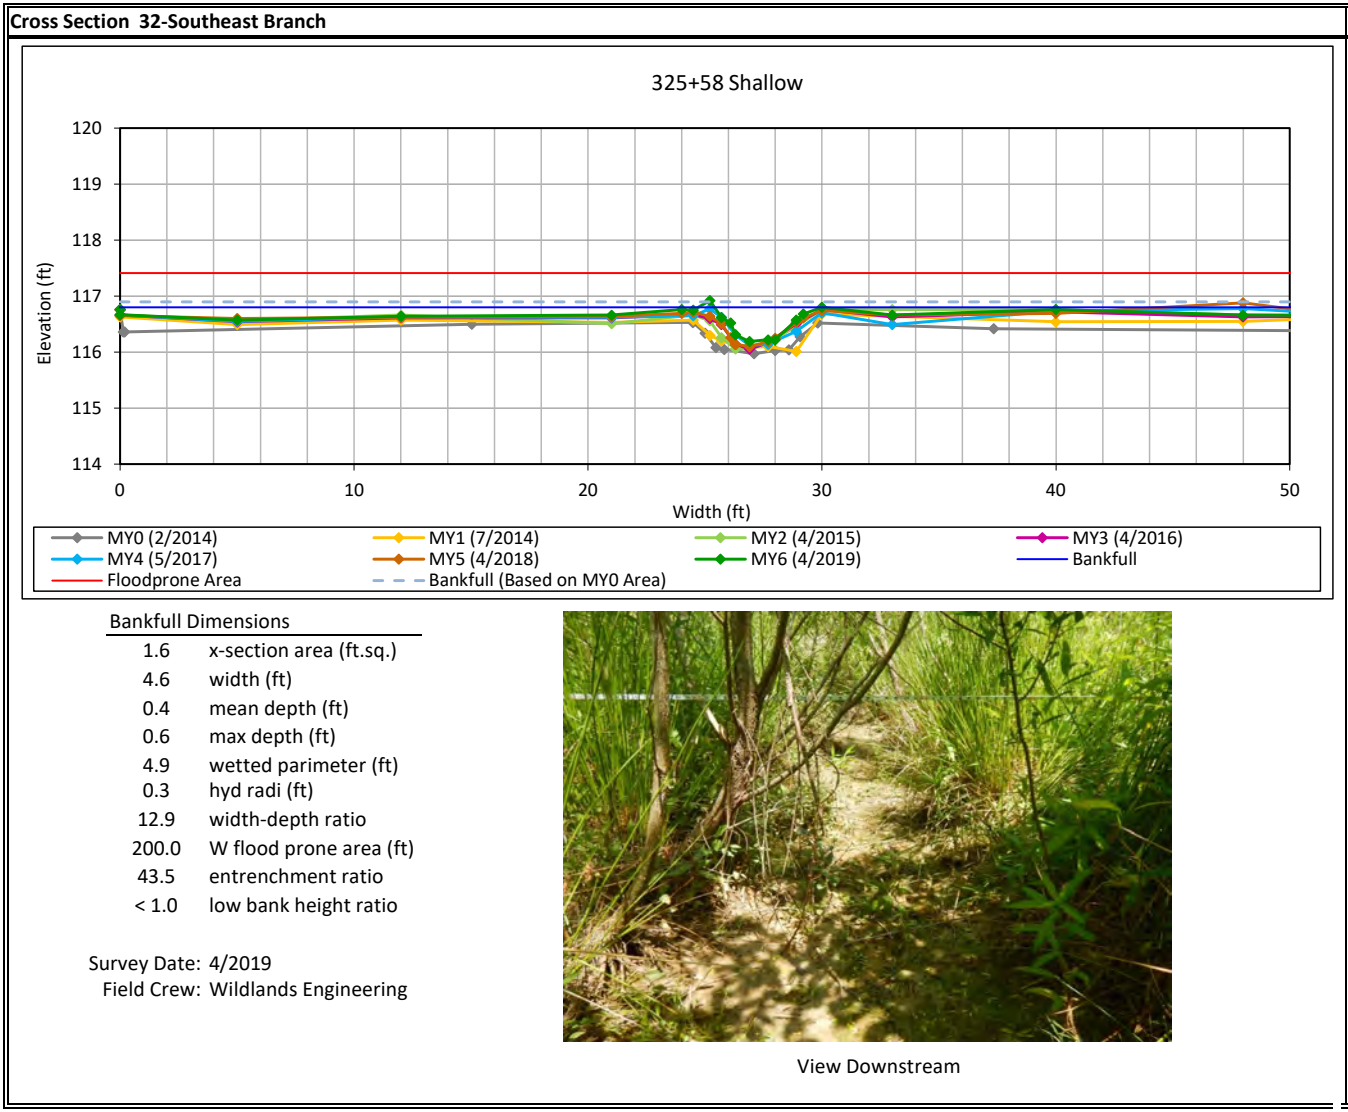 Cross Section 32-Southeast Branch
325+58 Shallow
120
119
118
117
116
115
114
Elevation (ft)
0 10 20 30 40 50
Width (ft)
MY0 (2/2014) MY1 (7/2014) MY2 (4/2015) MY3 (4/2016)
MY4 (5/2017) MY5 (4/2018) MY6 (4/2019) Bankfull
Floodprone Area Bankfull (Based on MY0 Area)
Bankfull Dimensions
1.6 x-section area (ft.sq.)
4.6 width (ft)
0.4 mean depth (ft)
0.6 max depth (ft)
4.9 wetted parimeter (ft)
0.3 hyd radi (ft)
12.9 width-depth ratio
200.0 W flood prone area (ft)
43.5 entrenchment ratio
< 1.0 low bank height ratio
Survey Date: 4/2019
Field Crew: Wildlands Engineering
View Downstream